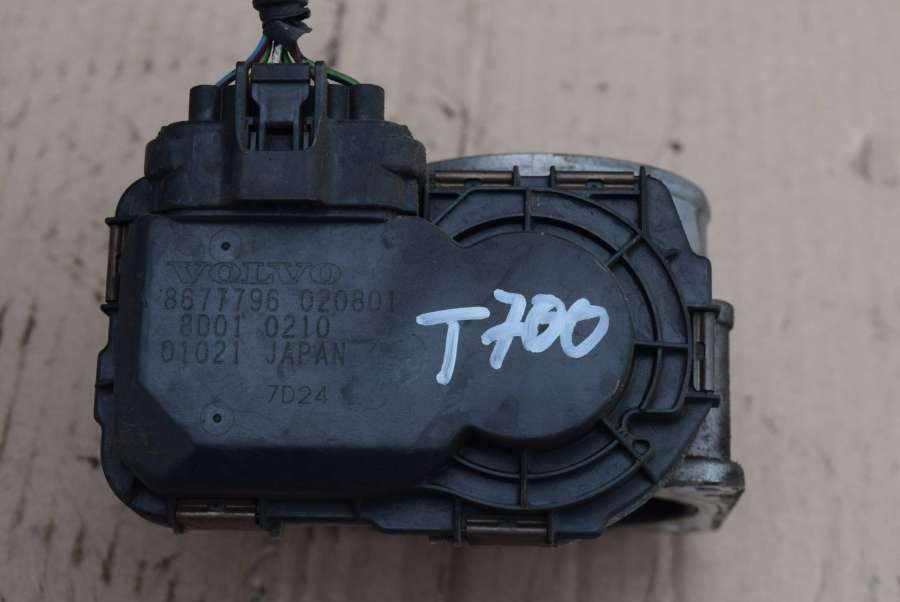 VOLVO
8677796 020801
8D01 0210
01021 JAPAN
7D24
T700